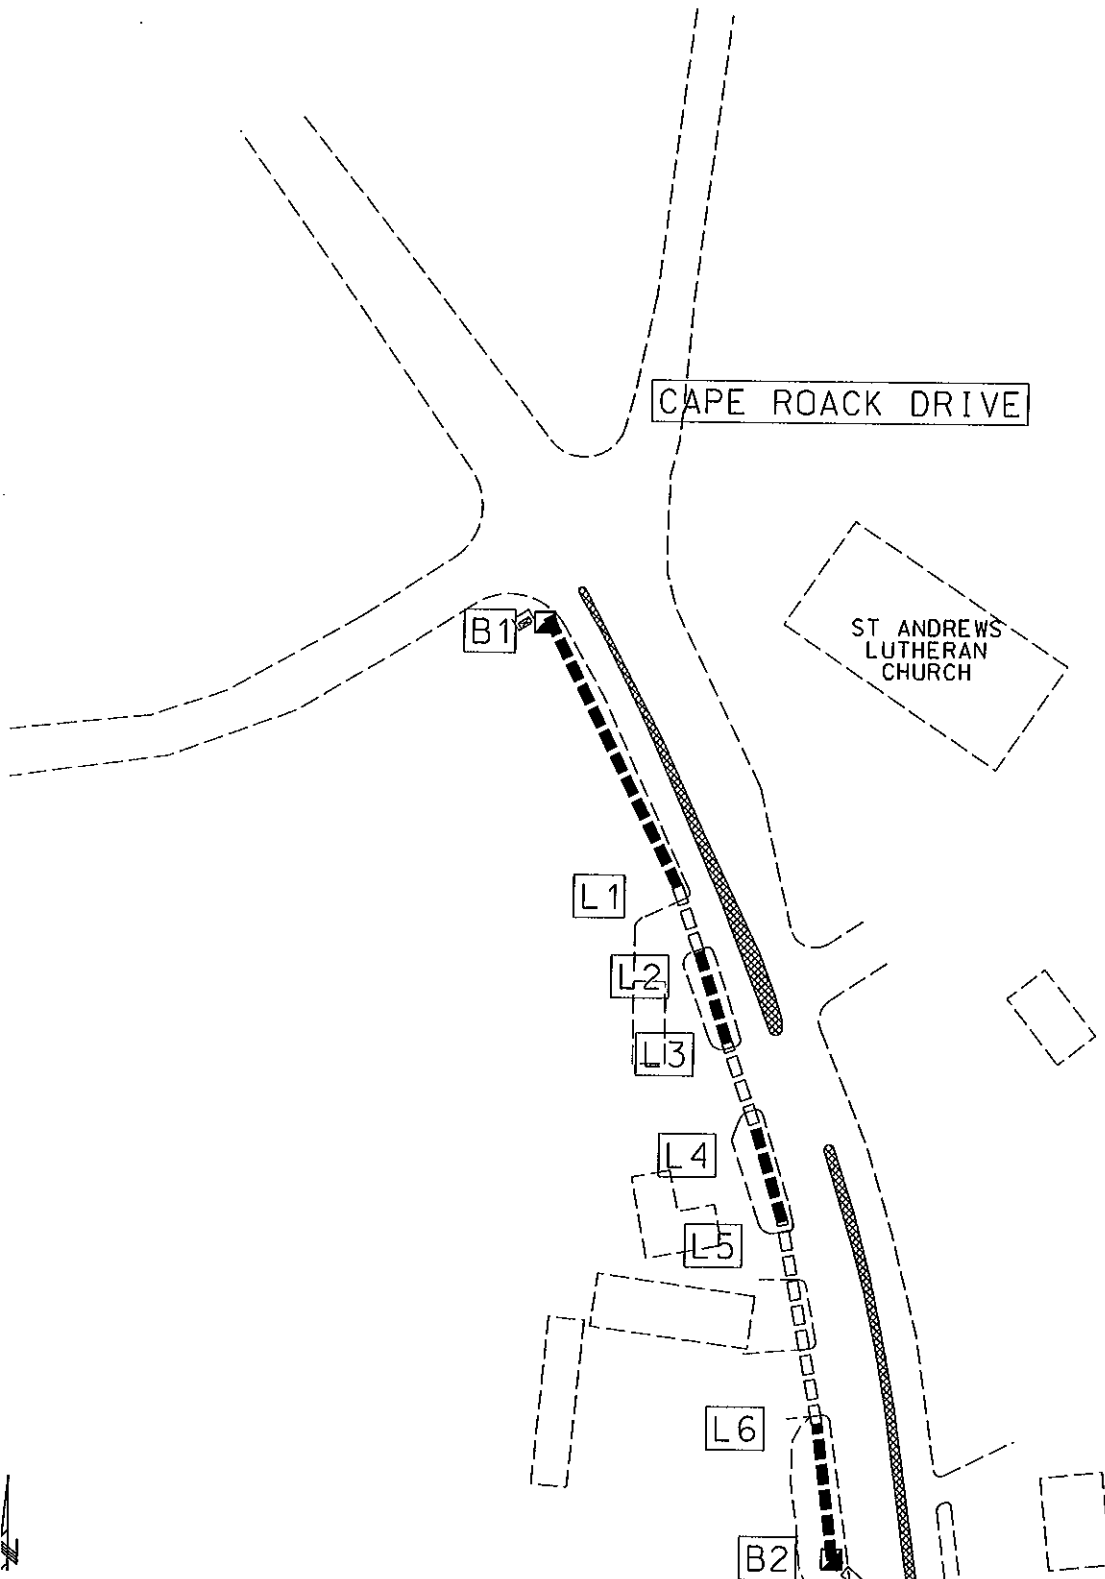 CAPE ROACK DRIVE
ST ANDREWS
LUTHERAN
CHURCH
B1
L1
L2
L3
L4
L5
L6
B2